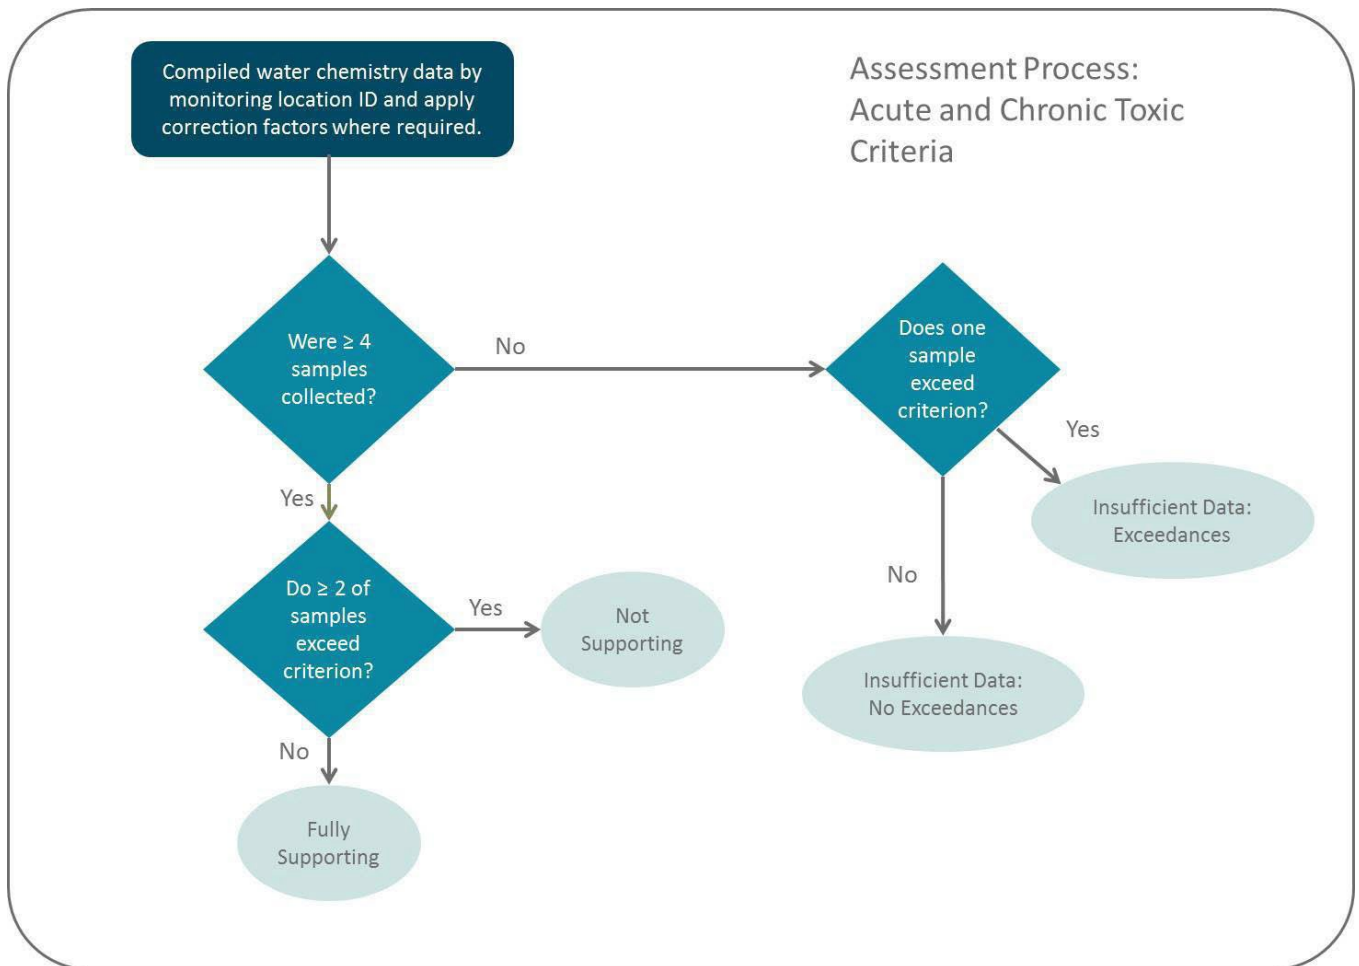 Compiled water chemistry data by
monitoring location ID and apply
correction factors where required.
Assessment Process:
Acute and Chronic Toxic
Criteria
Were ≥ 4
samples
collected?
No
Does one
sample
exceed
criterion?
Yes
Insufficient Data:
Exceedances
No
Insufficient Data:
No Exceedances
Yes
Do ≥ 2 of
samples
exceed
criterion?
Yes
Not
Supporting
No
Fully
Supporting